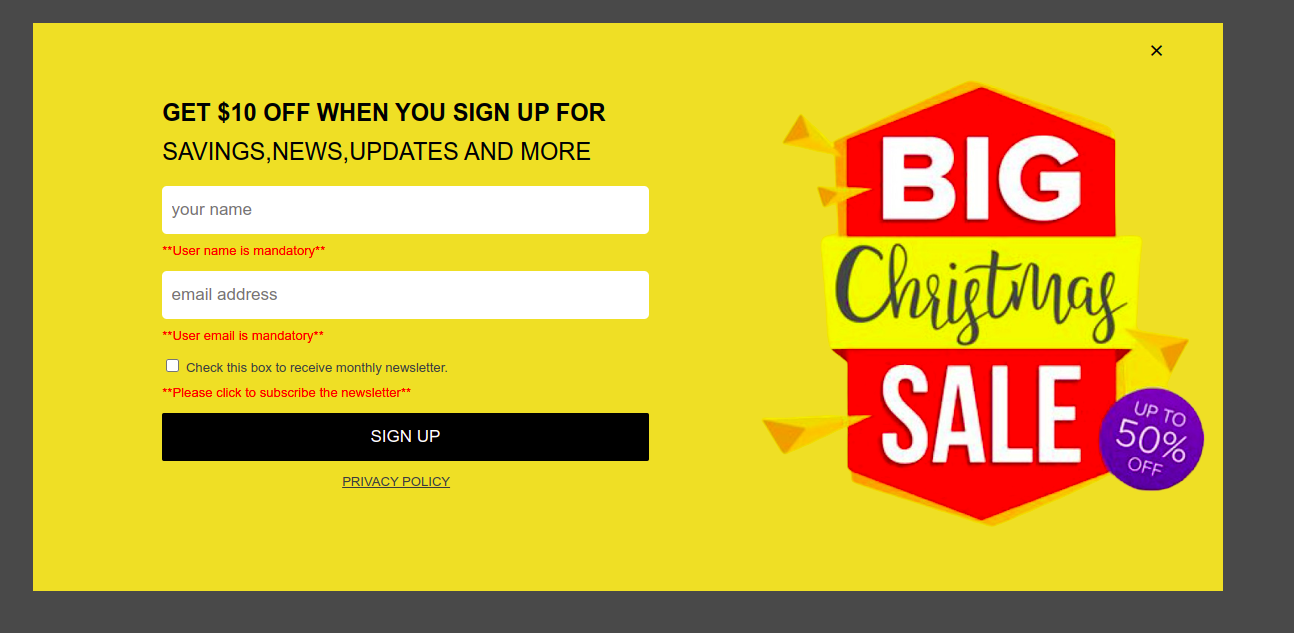 ×
GET $10 OFF WHEN YOU SIGN UP FOR
SAVINGS,NEWS,UPDATES AND MORE
your name
**User name is mandatory**
email address
**User email is mandatory**
Check this box to receive monthly newsletter.
**Please click to subscribe the newsletter**
SIGN UP
PRIVACY POLICY
BIG
Christmas
SALE
UP TO
50%
OFF